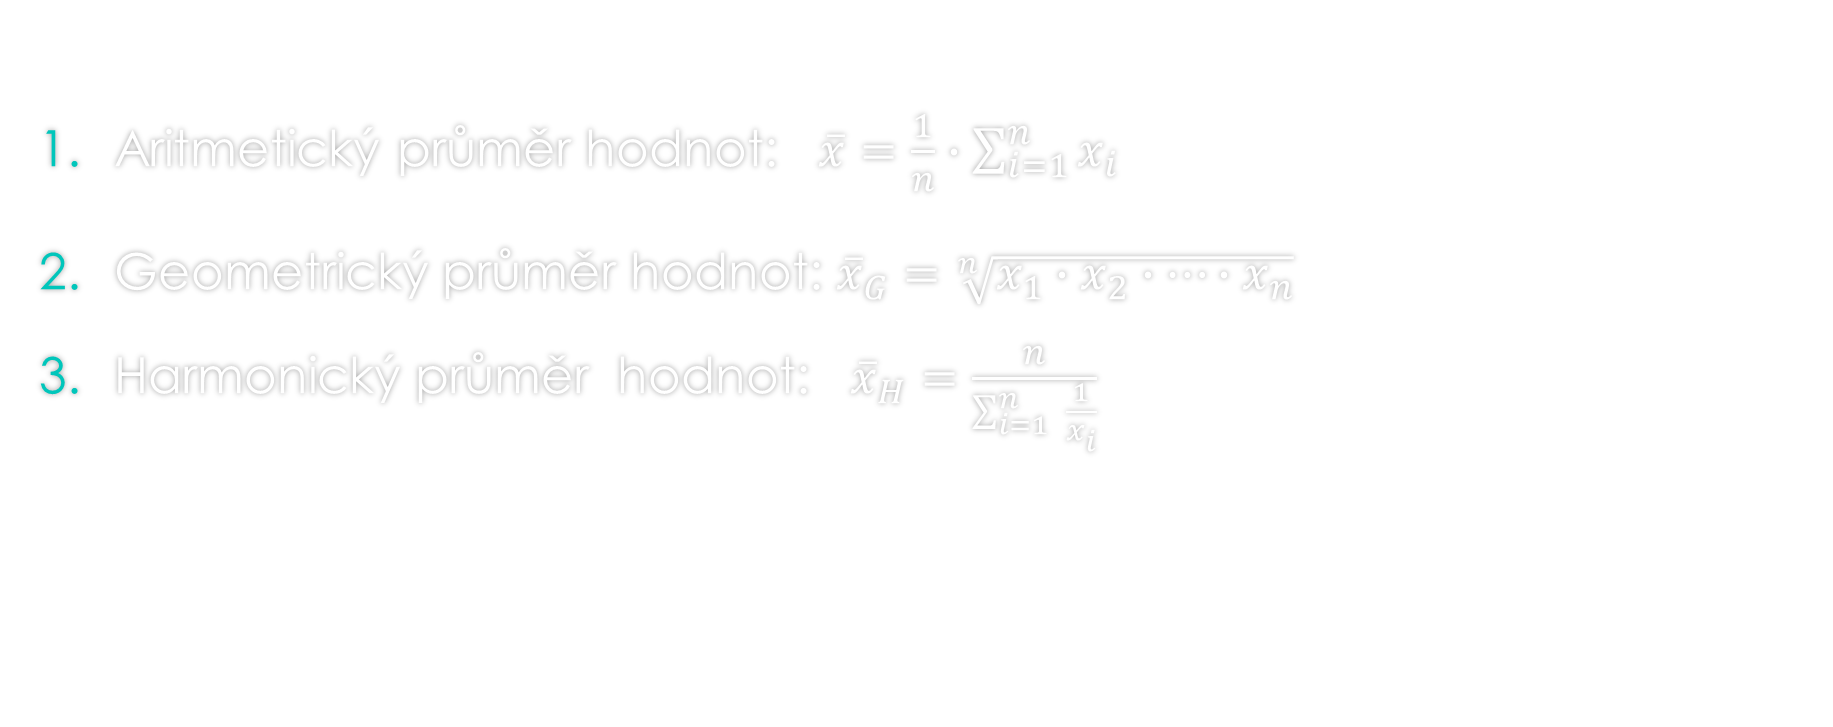 1. Aritmetický průměr hodnot: x̄ = 1/n · ∑ⁿᵢ₌₁ xᵢ
2. Geometrický průměr hodnot: x̄_G = ⁿ√(x₁ · x₂ · ⋯ · xₙ)
3. Harmonický průměr hodnot: x̄_H = n / (∑ⁿᵢ₌₁ 1/xᵢ)